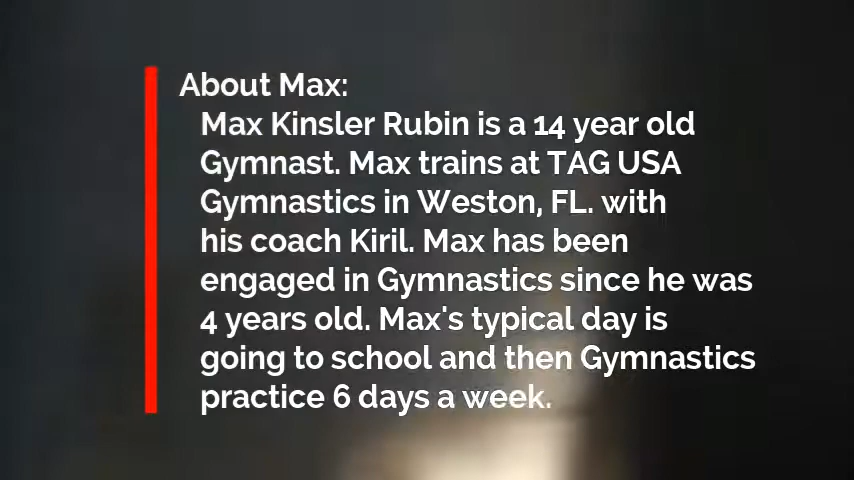 About Max:
Max Kinsler Rubin is a 14 year old
Gymnast. Max trains at TAG USA
Gymnastics in Weston, FL. with
his coach Kiril. Max has been
engaged in Gymnastics since he was
4 years old. Max's typical day is
going to school and then Gymnastics
practice 6 days a week.